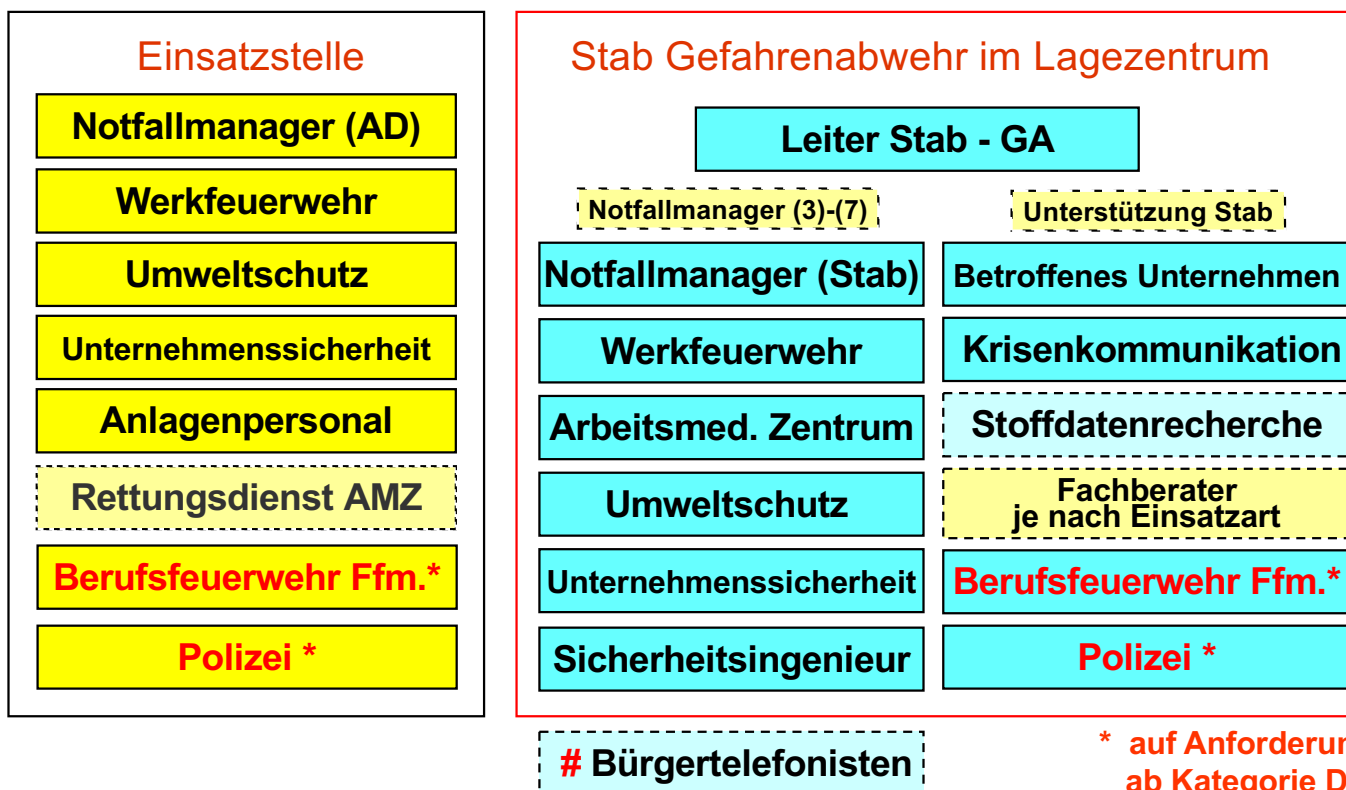 Einsatzstelle
Notfallmanager (AD)
Werkfeuerwehr
Umweltschutz
Unternehmenssicherheit
Anlagenpersonal
Rettungsdienst AMZ
Berufsfeuerwehr Ffm.*
Polizei *
Stab Gefahrenabwehr im Lagezentrum
Leiter Stab - GA
Notfallmanager (3)-(7)
Notfallmanager (Stab)
Werkfeuerwehr
Arbeitsmed. Zentrum
Umweltschutz
Unternehmenssicherheit
Sicherheitsingenieur
Unterstützung Stab
Betroffenes Unternehmen
Krisenkommunikation
Stoffdatenrecherche
Fachberater
je nach Einsatzart
Berufsfeuerwehr Ffm.*
Polizei *
# Bürgertelefonisten
* auf
ab Kategorie D